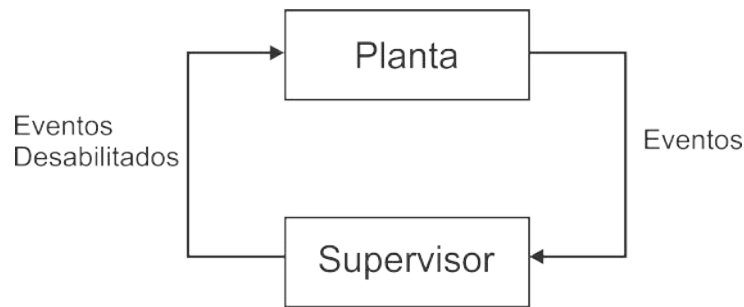 Planta
Eventos
Desabilitados
Eventos
Supervisor